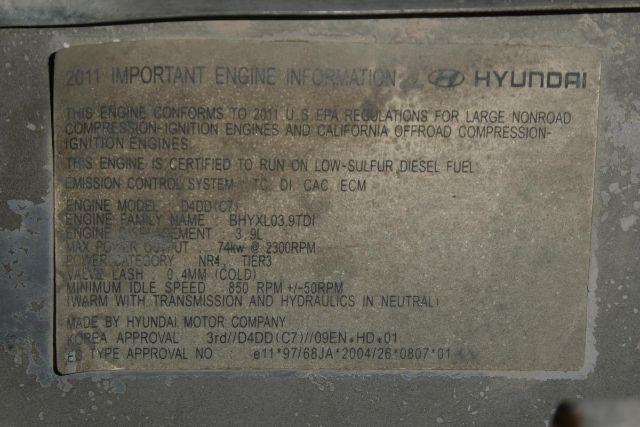 2011 IMPORTANT ENGINE INFORMATION HYUNDAI
THIS ENGINE CONFORMS TO 2011 U.S EPA REGULATIONS FOR LARGE NONROAD
COMPRESSION-IGNITION ENGINES AND CALIFORNIA OFFROAD COMPRESSION-
IGNITION ENGINES.
THIS ENGINE IS CERTIFIED TO RUN ON LOW-SULFUR DIESEL FUEL
EMISSION CONTROL SYSTEM : TC DI CAC ECM
ENGINE MODEL : D4DD(C7)
ENGINE FAMILY NAME : BHYXL03.9TDI
ENGINE DISPLACEMENT : 3.9L
MAX POWER OUTPUT : 74kw @ 2300RPM
POWER CATEGORY : NR4, TIER3
VALVE LASH : 0.4MM (COLD)
MINIMUM IDLE SPEED : 850 RPM +/-50RPM
(WARM WITH TRANSMISSION AND HYDRAULICS IN NEUTRAL)
MADE BY HYUNDAI MOTOR COMPANY
KOREA APPROVAL : 3rd//D4DD(C7)//09EN-HD-01
EC TYPE APPROVAL NO : e11*97/68JA*2004/26*0807*01